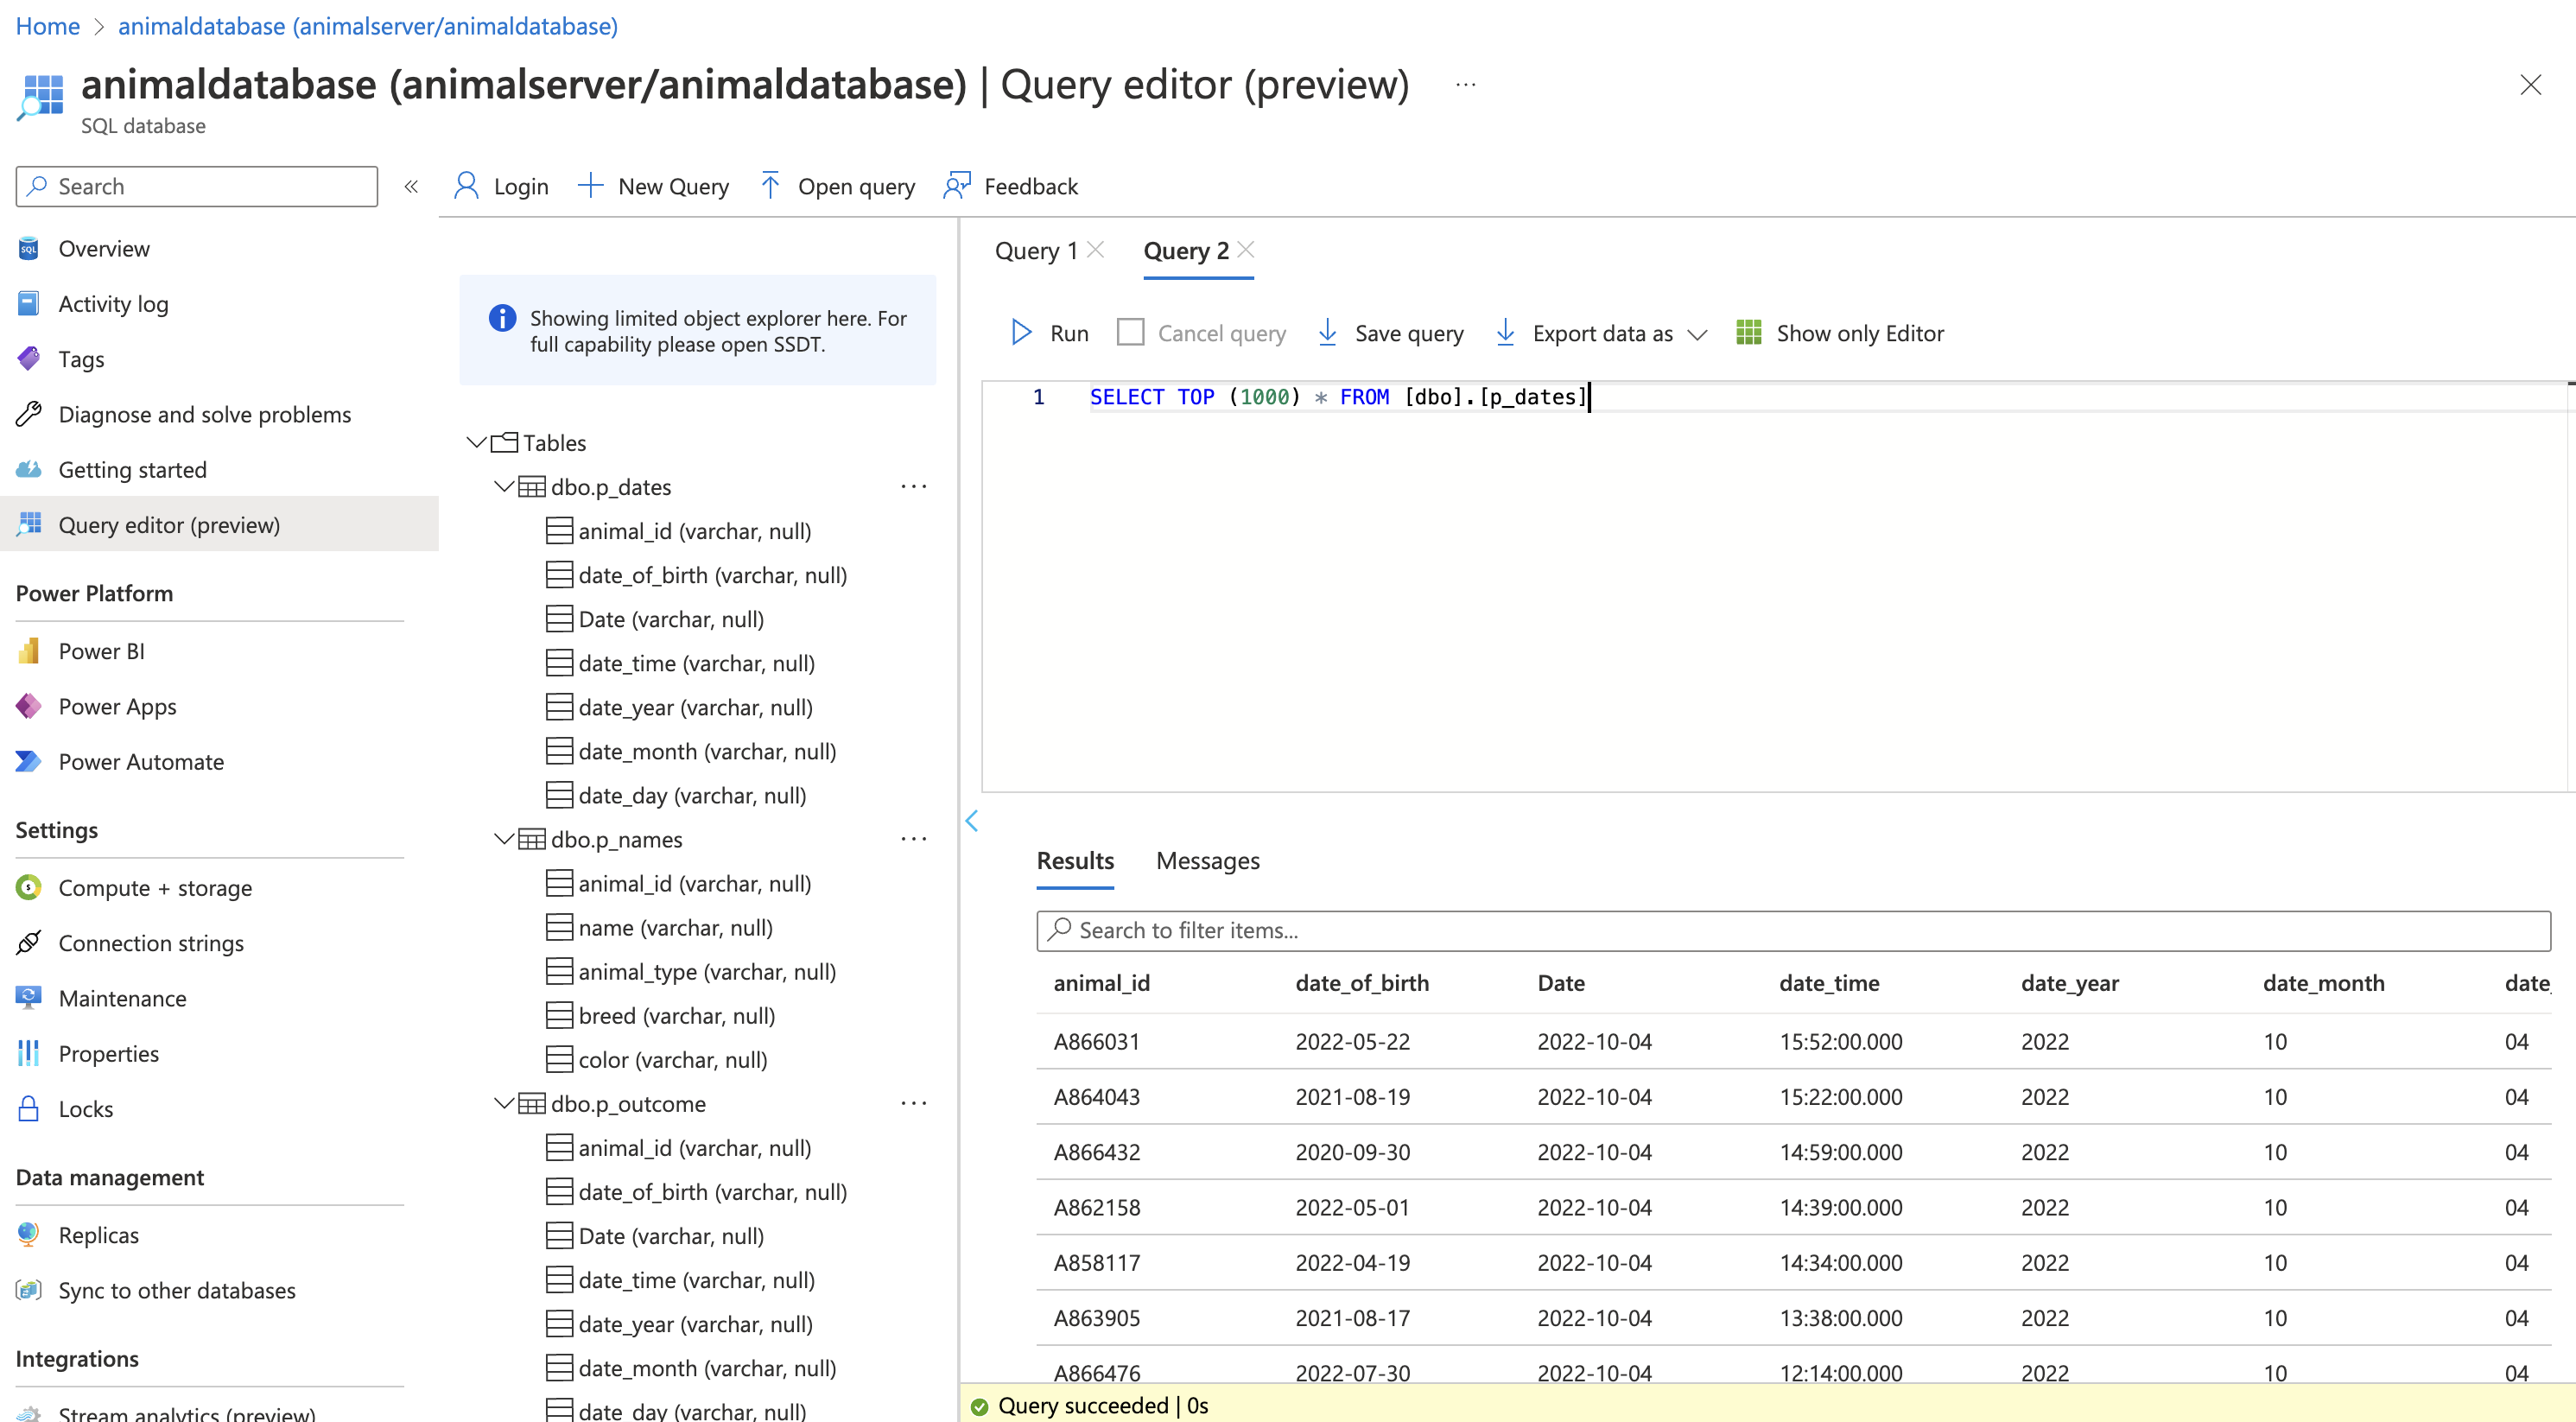 Home > animaldatabase (animalserver/animaldatabase)
animaldatabase (animalserver/animaldatabase) | Query editor (preview) ...
SQL database
Search
«
Overview
Activity log
Tags
Diagnose and solve problems
Getting started
Query editor (preview)
Power Platform
Power BI
Power Apps
Power Automate
Settings
Compute + storage
Connection strings
Maintenance
Properties
Locks
Data management
Replicas
Sync to other databases
Integrations
Stream analytics (preview)
Login
New Query
Open query
Feedback
Showing limited object explorer here. For
full capability please open SSDT.
Tables
dbo.p_dates ...
animal_id (varchar, null)
date_of_birth (varchar, null)
Date (varchar, null)
date_time (varchar, null)
date_year (varchar, null)
date_month (varchar, null)
date_day (varchar, null)
dbo.p_names ...
animal_id (varchar, null)
name (varchar, null)
animal_type (varchar, null)
breed (varchar, null)
color (varchar, null)
dbo.p_outcome ...
animal_id (varchar, null)
date_of_birth (varchar, null)
Date (varchar, null)
date_time (varchar, null)
date_year (varchar, null)
date_month (varchar, null)
date_day (varchar, null)
Query 1 Query 2
Run Cancel query Save query Export data as Show only Editor
1 SELECT TOP (1000) * FROM [dbo].[p_dates]
Results Messages
Search to filter items...
animal_id date_of_birth Date date_time date_year date_month date_
A866031 2022-05-22 2022-10-04 15:52:00.000 2022 10 04
A864043 2021-08-19 2022-10-04 15:22:00.000 2022 10 04
A866432 2020-09-30 2022-10-04 14:59:00.000 2022 10 04
A862158 2022-05-01 2022-10-04 14:39:00.000 2022 10 04
A858117 2022-04-19 2022-10-04 14:34:00.000 2022 10 04
A863905 2021-08-17 2022-10-04 13:38:00.000 2022 10 04
A866476 2022-07-30 2022-10-04 12:14:00.000 2022 10 04
Query succeeded | 0s